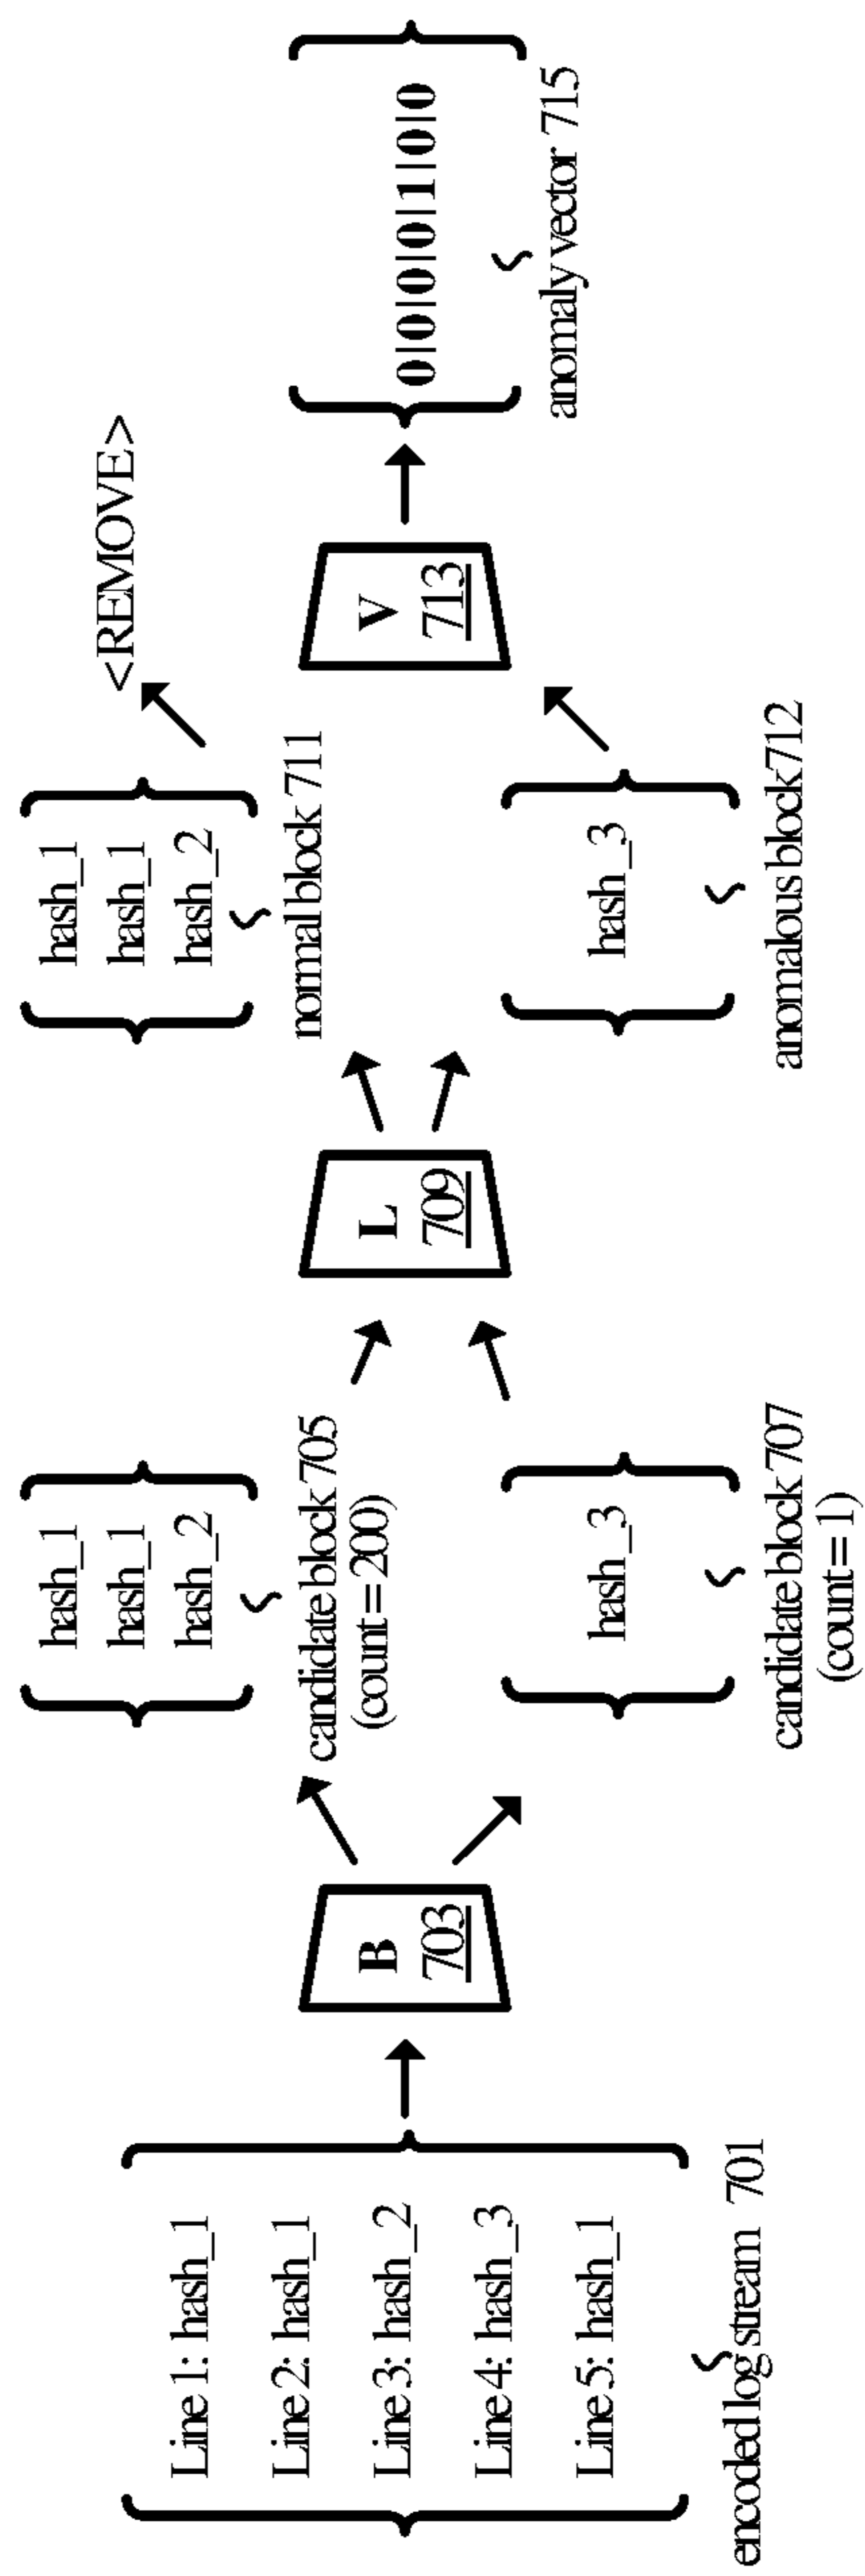 Line 1: hash_1
Line 2: hash_1
Line 3: hash_2
Line 4: hash_3
Line 5: hash_1
encoded log stream 701
B
703
hash_1
hash_1
hash_2
candidate block 705
(count = 200)
hash_3
candidate block 707
(count = 1)
L
709
hash_1
hash_1
hash_2
normal block 711
hash_3
anomalous block 712
<REMOVE>
V
713
0|0|0|0|1|0|0
anomaly vector 715